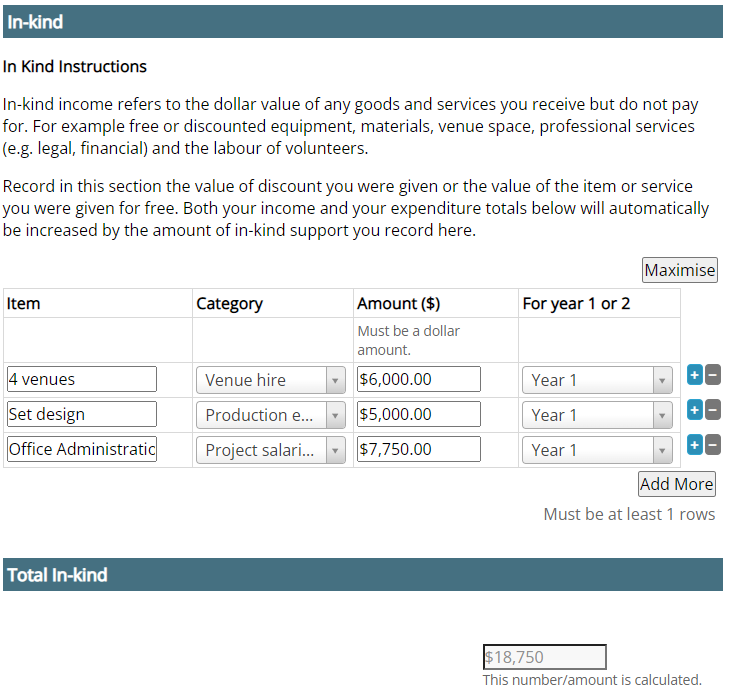 In-kind
In Kind Instructions
In-kind income refers to the dollar value of any goods and services you receive but do not pay
for. For example free or discounted equipment, materials, venue space, professional services
(e.g. legal, financial) and the labour of volunteers.
Record in this section the value of discount you were given or the value of the item or service
you were given for free. Both your income and your expenditure totals below will automatically
be increased by the amount of in-kind support you record here.
Maximise
Item Category Amount ($) For year 1 or 2
Must be a dollar
amount.
4 venues Venue hire $6,000.00 Year 1 + −
Set design Production e... $5,000.00 Year 1 + −
Office Administratic Project salari... $7,750.00 Year 1 + −
Add More
Must be at least 1 rows
Total In-kind
$18,750
This number/amount is calculated.